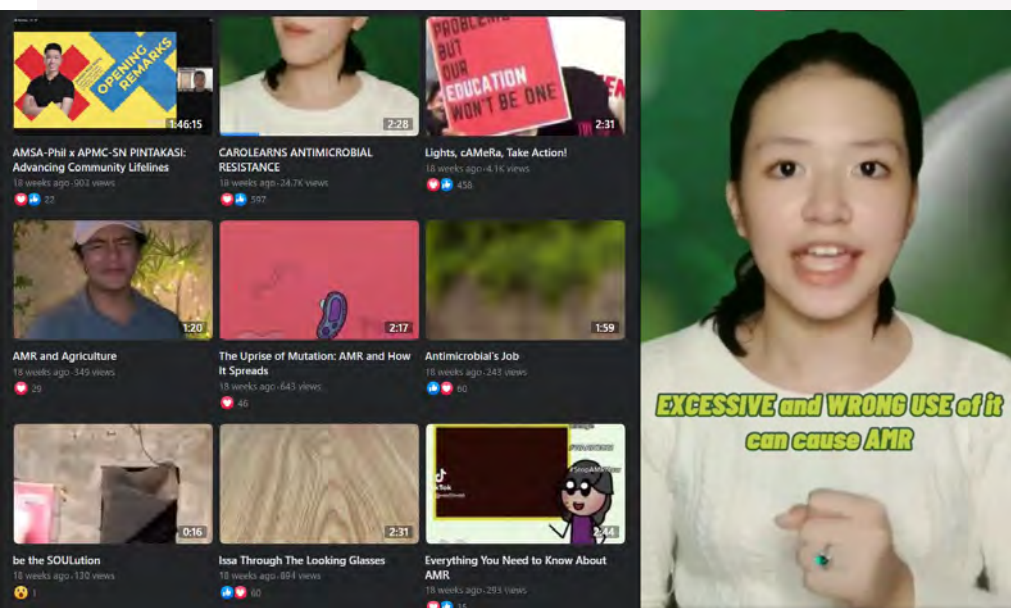 OPENING
REMARKS
1:46:15
AMSA-Phil x APMC-SN PINTAKASI:
Advancing Community Lifelines
18 weeks ago·903 views
22
2:28
CAROLEARNS ANTIMICROBIAL
RESISTANCE
18 weeks ago·24.7K views
597
PROBLEMS
BUT
OUR
EDUCATION
WON'T BE ONE
2:31
Lights, cAMeRa, Take Action!
18 weeks ago·4.1K views
458
1:20
AMR and Agriculture
18 weeks ago·349 views
29
2:17
The Uprise of Mutation: AMR and How
It Spreads
18 weeks ago·643 views
46
1:59
Antimicrobial's Job
18 weeks ago·243 views
60
0:16
be the SOULution
18 weeks ago·130 views
1
2:31
Issa Through The Looking Glasses
18 weeks ago·894 views
60
2:44
Everything You Need to Know About
AMR
18 weeks ago·293 views
EXCESSIVE and WRONG USE of it
can cause AMR